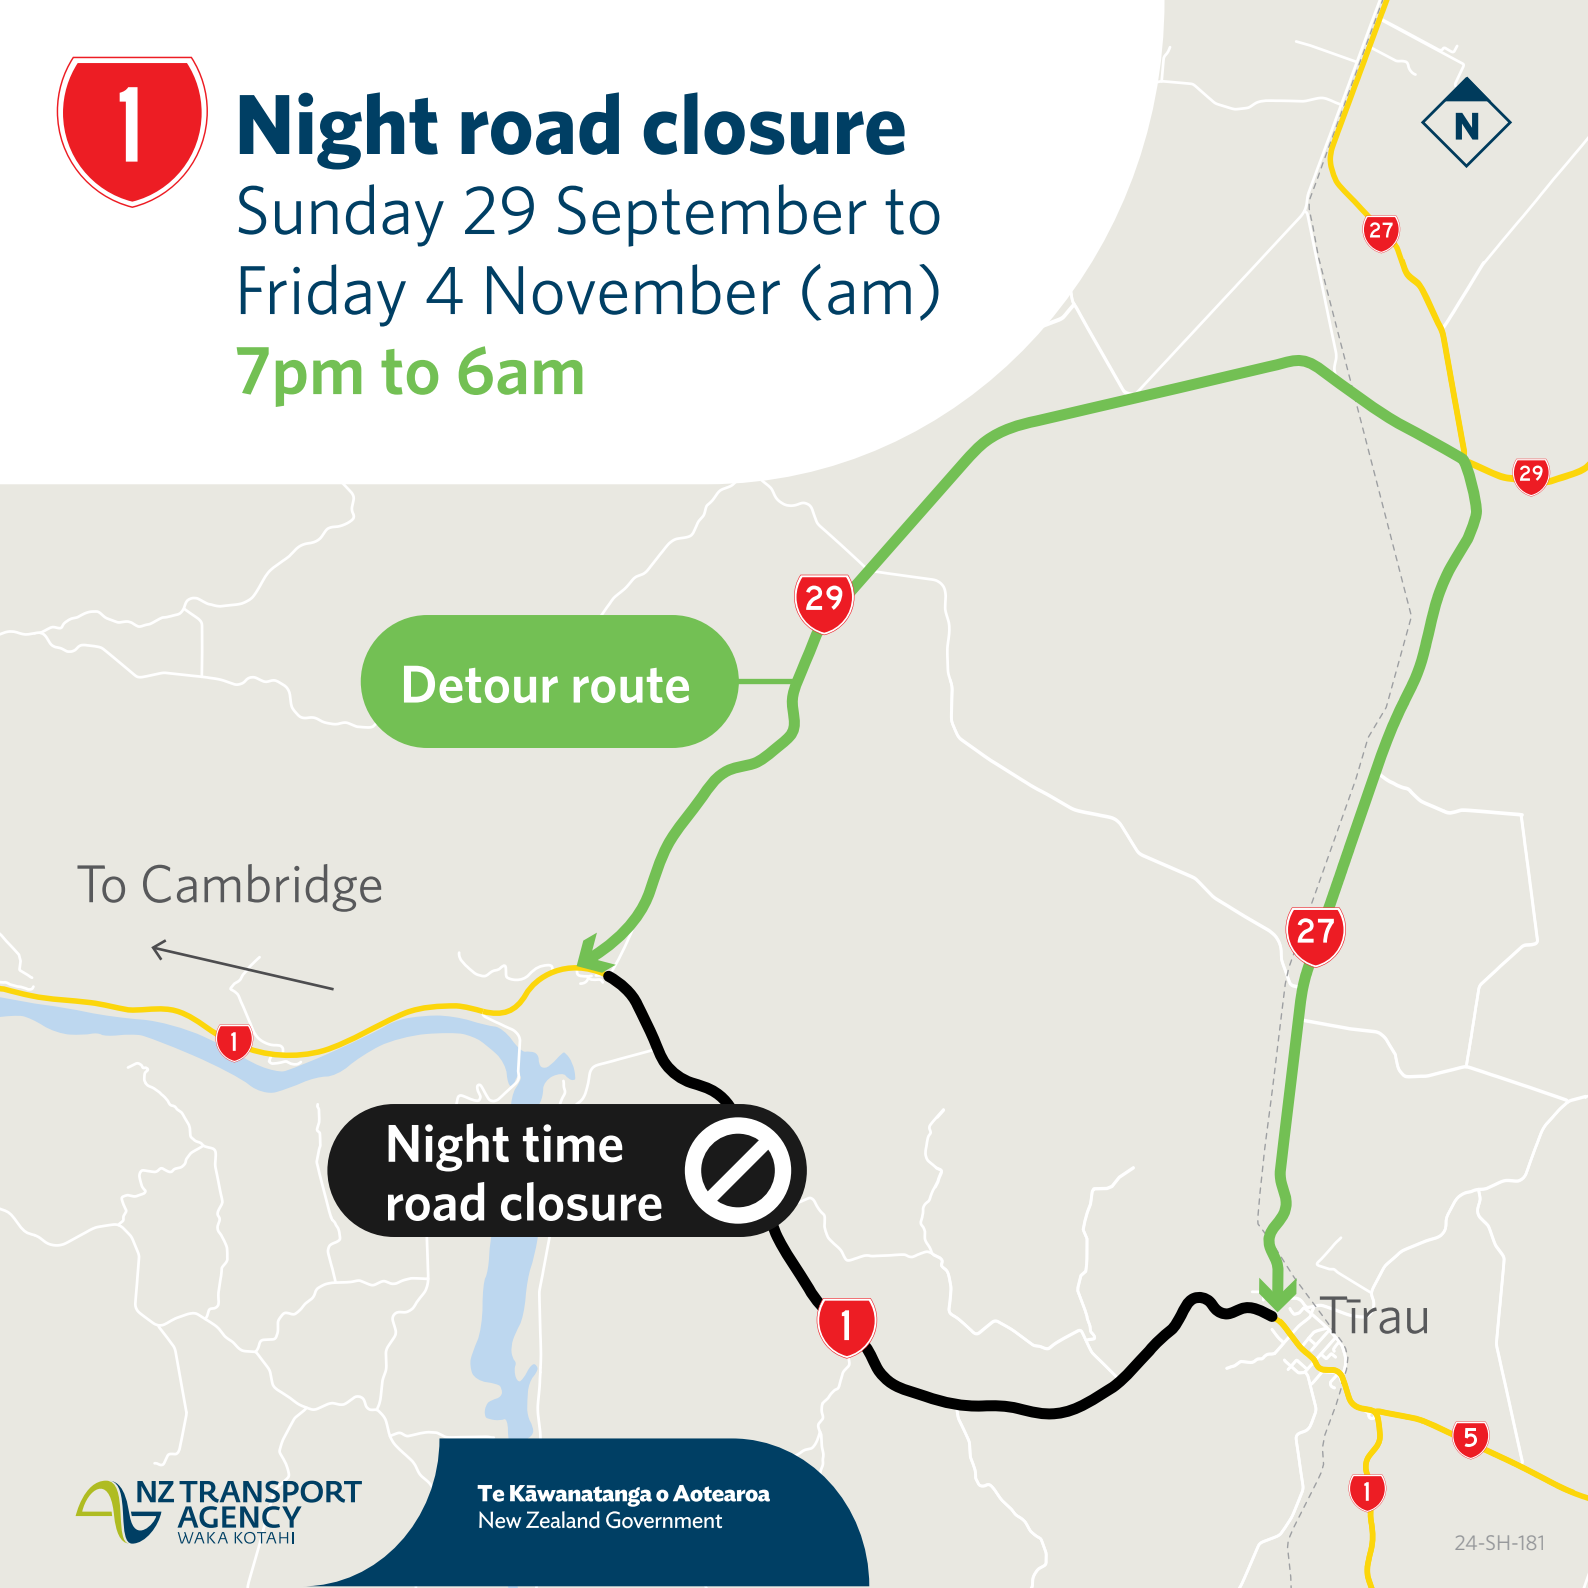 1
Night road closure
Sunday 29 September to
Friday 4 November (am)
7pm to 6am
N
27
29
29
Detour route
To Cambridge
27
1
Night time
road closure
1
Tīrau
5
1
NZ TRANSPORT
AGENCY
WAKA KOTAHI
Te Kāwanatanga o Aotearoa
New Zealand Government
24-SH-181